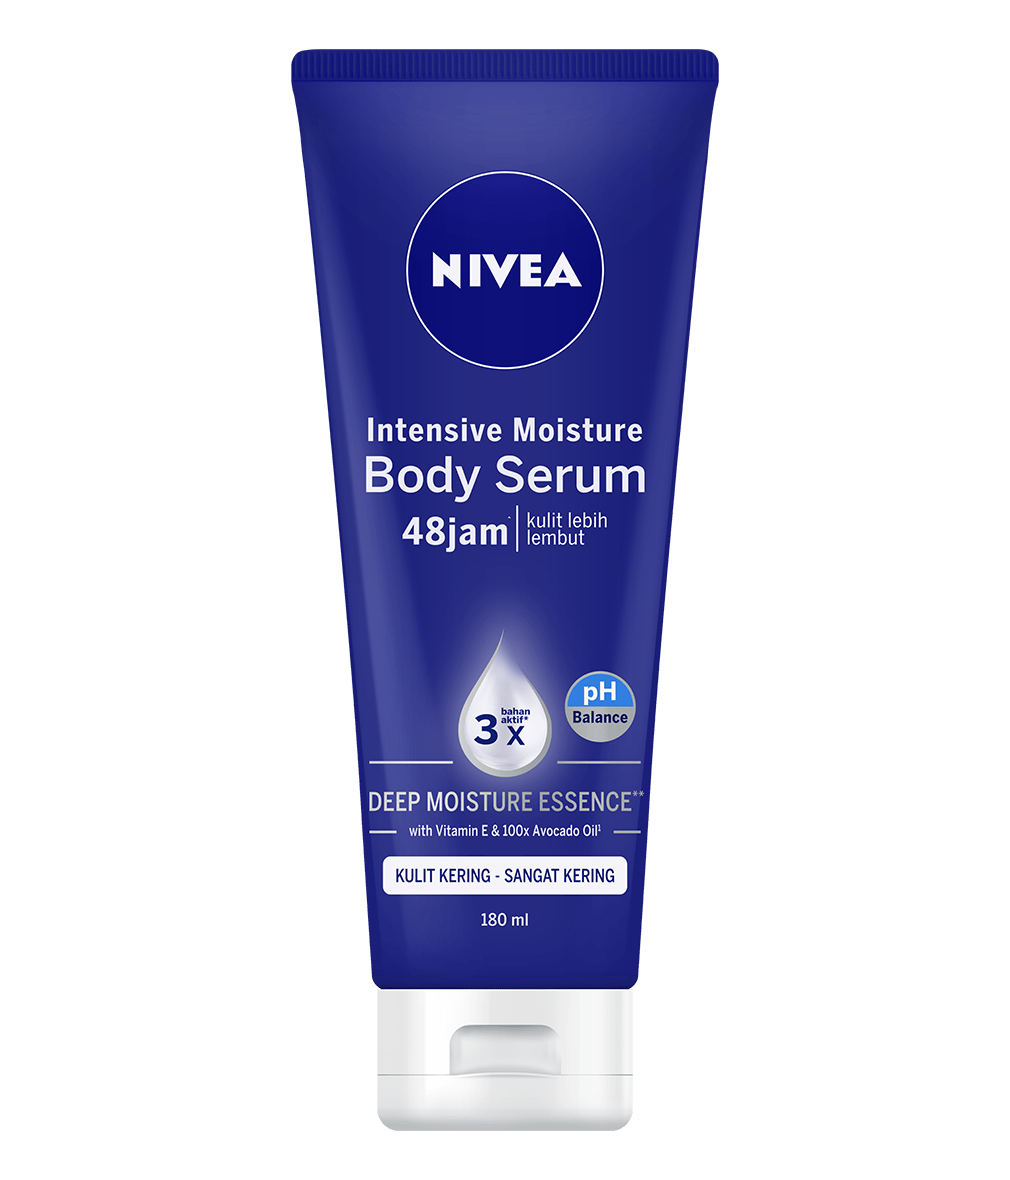 NIVEA
Intensive Moisture
Body Serum
48jam^
kulit lebih
lembut
3 X
bahan
aktif*
pH
Balance
DEEP MOISTURE ESSENCE**
with Vitamin E & 100x Avocado Oil¹
KULIT KERING - SANGAT KERING
180 ml